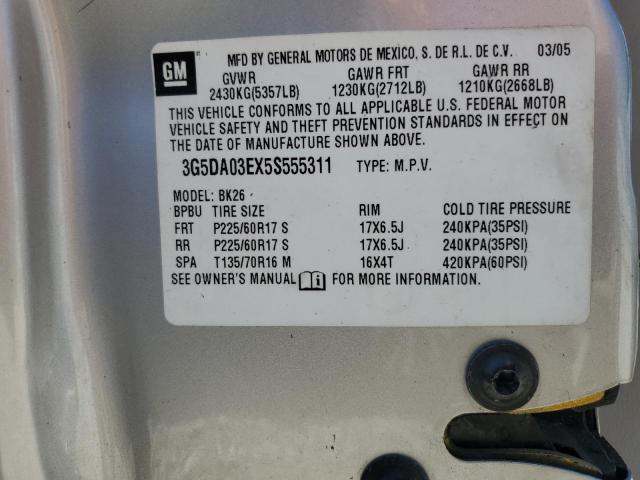 GM
MFD BY GENERAL MOTORS DE MEXICO, S. DE R.L. DE C.V. 03/05
GVWR GAWR FRT GAWR RR
2430KG(5357LB) 1230KG(2712LB) 1210KG(2668LB)
THIS VEHICLE CONFORMS TO ALL APPLICABLE U.S. FEDERAL MOTOR
VEHICLE SAFETY AND THEFT PREVENTION STANDARDS IN EFFECT ON
THE DATE OF MANUFACTURE SHOWN ABOVE.
3G5DA03EX5S555311 TYPE: M.P.V.
MODEL: BK26
BPBU TIRE SIZE RIM COLD TIRE PRESSURE
FRT P225/60R17 S 17X6.5J 240KPA(35PSI)
RR P225/60R17 S 17X6.5J 240KPA(35PSI)
SPA T135/70R16 M 16X4T 420KPA(60PSI)
SEE OWNER'S MANUAL FOR MORE INFORMATION.